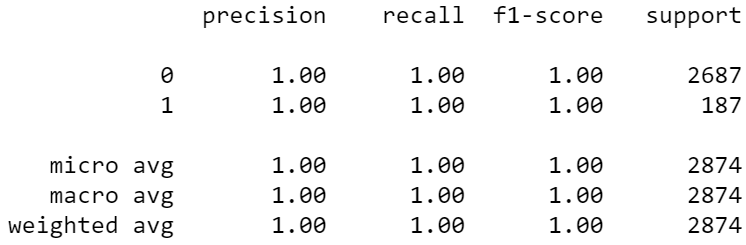 precision recall f1-score support
0 1.00 1.00 1.00 2687
1 1.00 1.00 1.00 187
micro avg 1.00 1.00 1.00 2874
macro avg 1.00 1.00 1.00 2874
weighted avg 1.00 1.00 1.00 2874